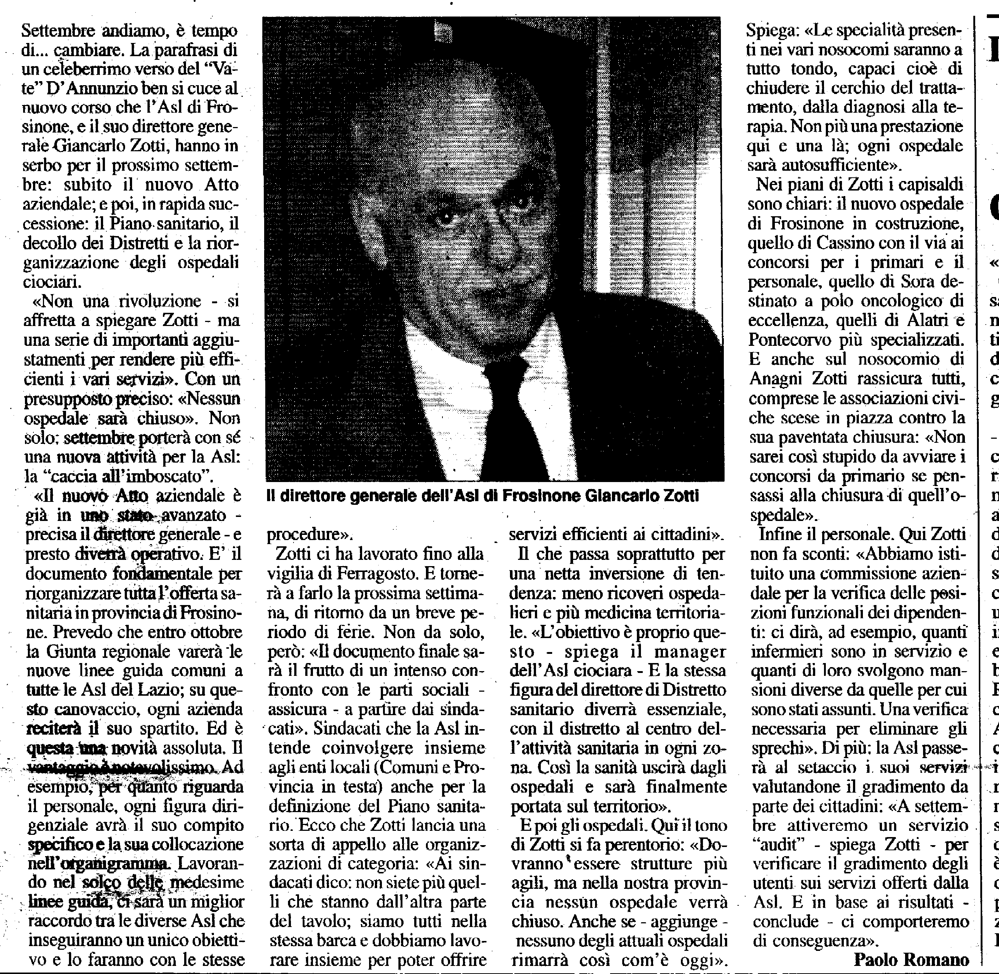 Settembre andiamo, è tempo
di... cambiare. La parafrasi di
un celeberrimo verso del “Va-
te” D’Annunzio ben si cuce al
nuovo corso che l’Asl di Fro-
sinone, e il suo direttore gene-
rale Giancarlo Zotti, hanno in
serbo per il prossimo settem-
bre: subito il nuovo Atto
aziendale; e poi, in rapida suc-
cessione: il Piano sanitario, il
decollo dei Distretti e la rior-
ganizzazione degli ospedali
ciociari.
«Non una rivoluzione - si
affretta a spiegare Zotti - ma
una serie di importanti aggiu-
stamenti per rendere più effi-
cienti i vari servizi». Con un
presupposto preciso: «Nessun
ospedale sarà chiuso». Non
solo: settembre porterà con sé
una nuova attività per la Asl:
la “caccia all’imboscato”.
«Il nuovo Atto aziendale è
già in uno stato avanzato -
precisa il direttore generale - e
presto diverrà operativo. E’ il
documento fondamentale per
riorganizzare tutta l’offerta sa-
nitaria in provincia di Frosino-
ne. Prevedo che entro ottobre
la Giunta regionale varerà le
nuove linee guida comuni a
tutte le Asl del Lazio; su que-
sto canovaccio, ogni azienda
reciterà il suo spartito. Ed è
questa una novità assoluta. Il
vantaggio è notevolissimo. Ad
esempio, per quanto riguarda
il personale, ogni figura diri-
genziale avrà il suo compito
specifico e la sua collocazione
nell’organigramma. Lavoran-
do nel solco delle medesime
linee guida, ci sarà un miglior
raccordo tra le diverse Asl che
inseguiranno un unico obietti-
vo e lo faranno con le stesse
Il direttore generale dell’Asl di Frosinone Giancarlo Zotti
procedure».
Zotti ci ha lavorato fino alla
vigilia di Ferragosto. E torne-
rà a farlo la prossima settima-
na, di ritorno da un breve pe-
riodo di ferie. Non da solo,
però: «Il documento finale sa-
rà il frutto di un intenso con-
fronto con le parti sociali -
assicura - a partire dai sinda-
cati». Sindacati che la Asl in-
tende coinvolgere insieme
agli enti locali (Comuni e Pro-
vincia in testa) anche per la
definizione del Piano sanita-
rio. Ecco che Zotti lancia una
sorta di appello alle organiz-
zazioni di categoria: «Ai sin-
dacati dico: non siete più quel-
li che stanno dall’altra parte
del tavolo; siamo tutti nella
stessa barca e dobbiamo lavo-
rare insieme per poter offrire
servizi efficienti ai cittadini».
Il che passa soprattutto per
una netta inversione di ten-
denza: meno ricoveri ospeda-
lieri e più medicina territoria-
le. «L’obiettivo è proprio que-
sto - spiega il manager
dell’Asl ciociara - E la stessa
figura del direttore di Distretto
sanitario diverrà essenziale,
con il distretto al centro del-
l’attività sanitaria in ogni zo-
na. Così la sanità uscirà dagli
ospedali e sarà finalmente
portata sul territorio».
E poi gli ospedali. Qui il tono
di Zotti si fa perentorio: «Do-
vranno essere strutture più
agili, ma nella nostra provin-
cia nessun ospedale verrà
chiuso. Anche se - aggiunge -
nessuno degli attuali ospedali
rimarrà così com’è oggi».
Spiega: «Le specialità presen-
ti nei vari nosocomi saranno a
tutto tondo, capaci cioè di
chiudere il cerchio del tratta-
mento, dalla diagnosi alla te-
rapia. Non più una prestazione
qui e una là; ogni ospedale
sarà autosufficiente».
Nei piani di Zotti i capisaldi
sono chiari: il nuovo ospedale
di Frosinone in costruzione,
quello di Cassino con il via ai
concorsi per i primari e il
personale, quello di Sora de-
stinato a polo oncologico di
eccellenza, quelli di Alatri e
Pontecorvo più specializzati.
E anche sul nosocomio di
Anagni Zotti rassicura tutti,
comprese le associazioni civi-
che scese in piazza contro la
sua paventata chiusura: «Non
sarei così stupido da avviare i
concorsi da primario se pen-
sassi alla chiusura di quell’o-
spedale».
Infine il personale. Qui Zotti
non fa sconti: «Abbiamo isti-
tuito una commissione azien-
dale per la verifica delle posi-
zioni funzionali dei dipenden-
ti: ci dirà, ad esempio, quanti
infermieri sono in servizio e
quanti di loro svolgono man-
sioni diverse da quelle per cui
sono stati assunti. Una verifica
necessaria per eliminare gli
sprechi». Di più: la Asl passe-
rà al setaccio i suoi servizi
valutandone il gradimento da
parte dei cittadini: «A settem-
bre attiveremo un servizio
“audit” - spiega Zotti - per
verificare il gradimento degli
utenti sui servizi offerti dalla
Asl. E in base ai risultati -
conclude - ci comporteremo
di conseguenza».
Paolo Romano